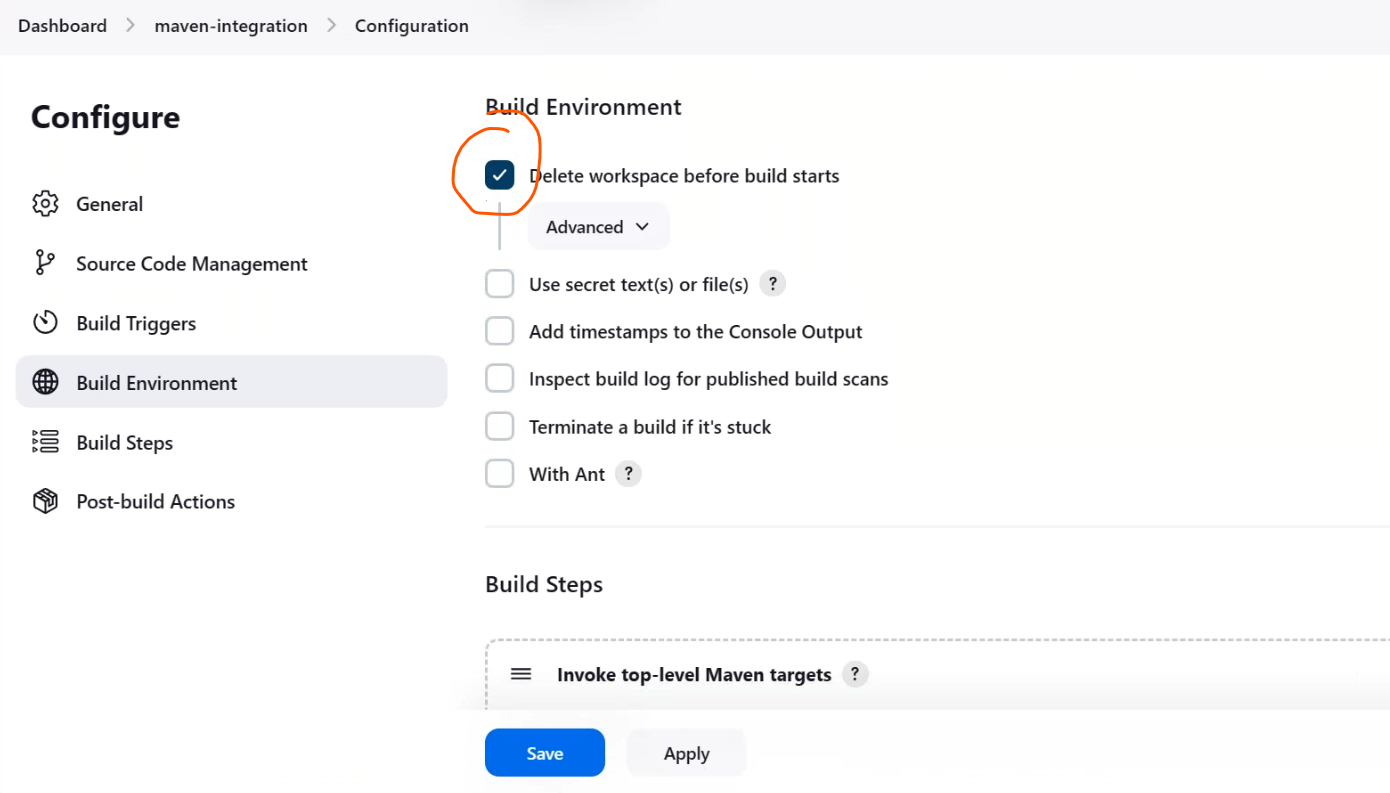 Dashboard > maven-integration > Configuration
Configure
General
Source Code Management
Build Triggers
Build Environment
Build Steps
Post-build Actions
Build Environment
Delete workspace before build starts
Advanced
Use secret text(s) or file(s) ?
Add timestamps to the Console Output
Inspect build log for published build scans
Terminate a build if it's stuck
With Ant ?
Build Steps
Invoke top-level Maven targets ?
Save Apply